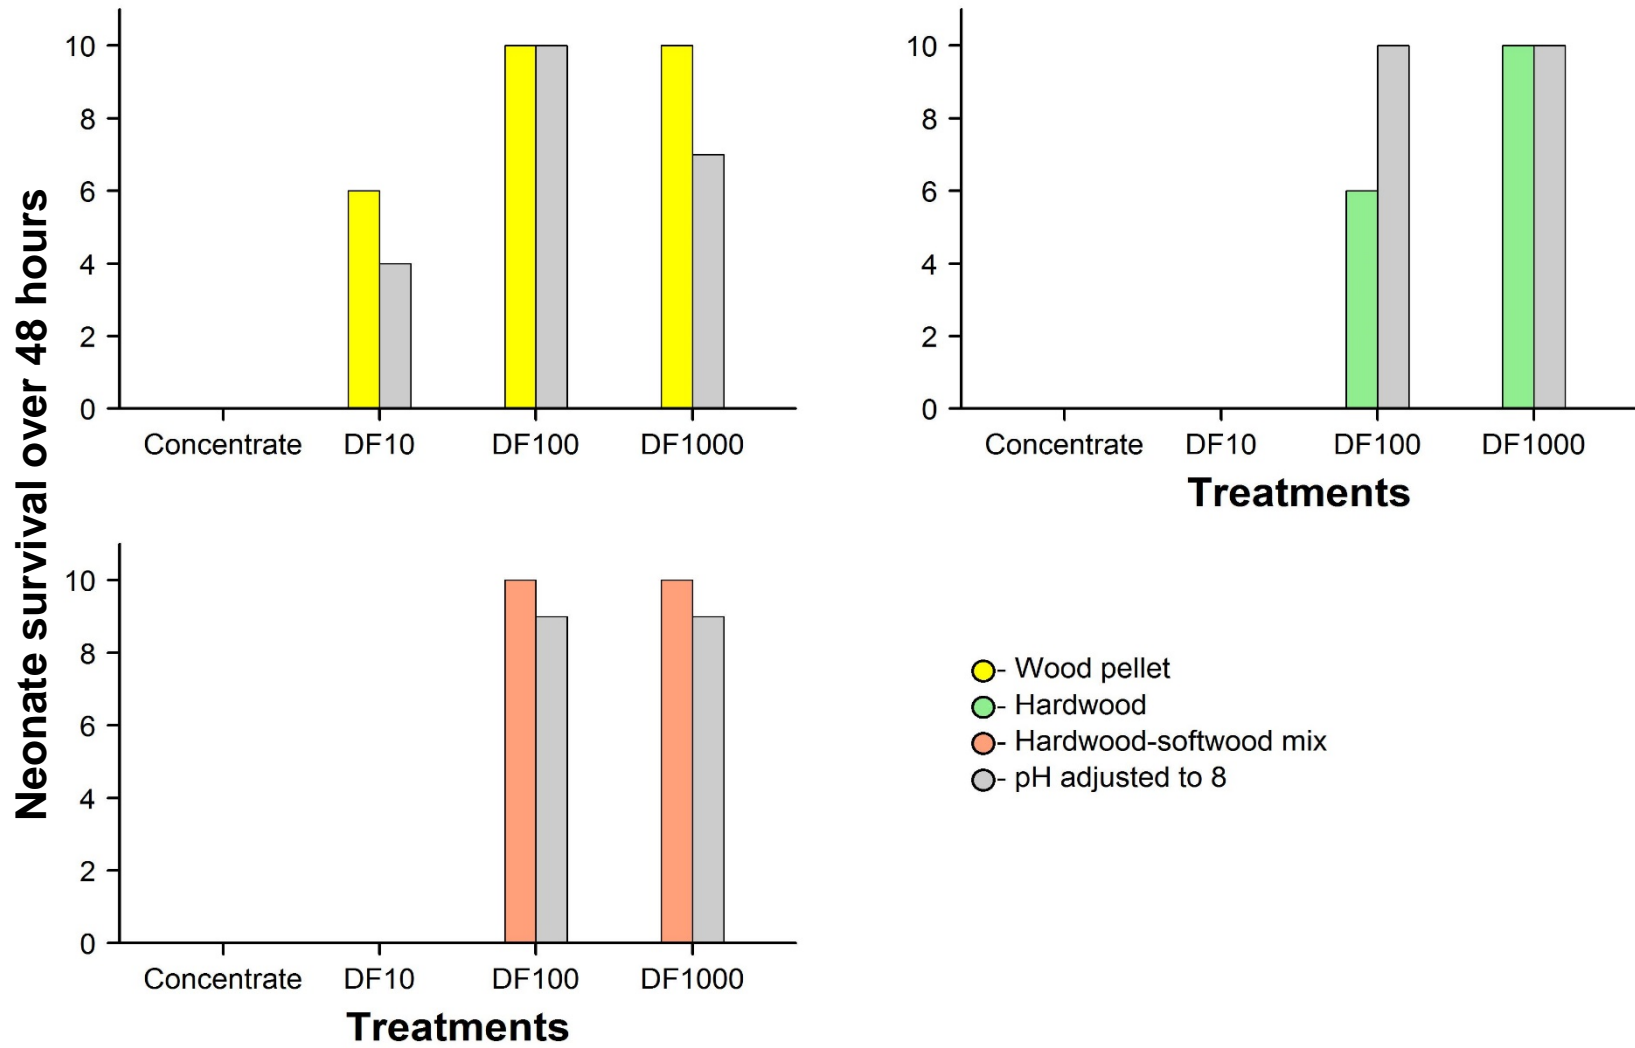 Neonate survival over 48 hours
10
8
6
4
2
0
Concentrate DF10 DF100 DF1000
10
8
6
4
2
0
Concentrate DF10 DF100 DF1000
Treatments
10
8
6
4
2
0
Concentrate DF10 DF100 DF1000
Treatments
- Wood pellet
- Hardwood
- Hardwood-softwood mix
- pH adjusted to 8